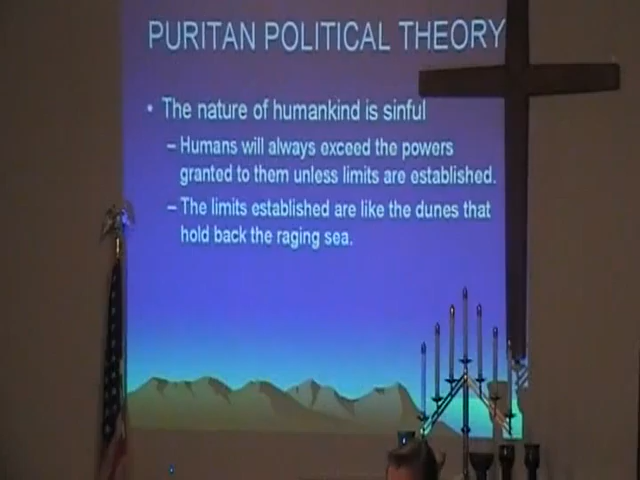 PURITAN POLITICAL THEORY
• The nature of humankind is sinful
– Humans will always exceed the powers
granted to them unless limits are established.
– The limits established are like the dunes that
hold back the raging sea.